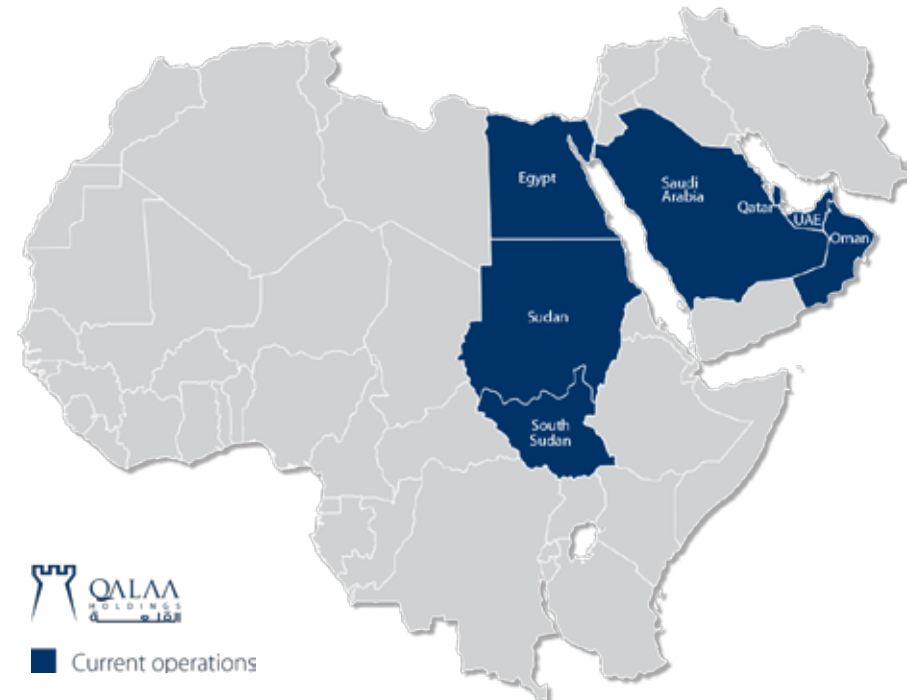 Egypt
Saudi
Arabia
Qatar
UAE
Oman
Sudan
South
Sudan
QALAA
HOLDINGS
القلعة
Current operations